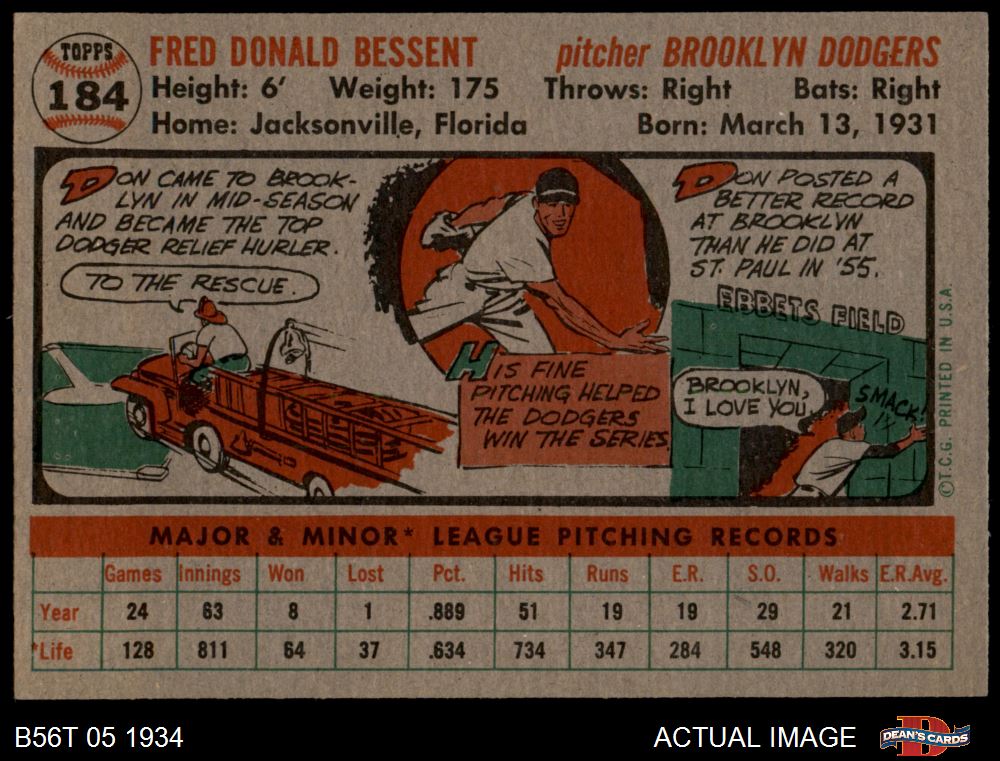 TOPPS
184
FRED DONALD BESSENT
pitcher BROOKLYN DODGERS
Height: 6' Weight: 175 Throws: Right Bats: Right
Home: Jacksonville, Florida Born: March 13, 1931
DON CAME TO BROOK-
LYN IN MID-SEASON
AND BECAME THE TOP
DODGER RELIEF HURLER.
TO THE RESCUE.
HIS FINE
PITCHING HELPED
THE DODGERS
WIN THE SERIES.
DON POSTED A
BETTER RECORD
AT BROOKLYN
THAN HE DID AT
ST. PAUL IN '55.
EBBETS FIELD
BROOKLYN,
I LOVE YOU.
SMACK!
©T.C.G. PRINTED IN U.S.A.
MAJOR & MINOR* LEAGUE PITCHING RECORDS
Games Innings Won Lost Pct. Hits Runs E.R. S.O. Walks E.R.Avg.
Year 24 63 8 1 .889 51 19 19 29 21 2.71
*Life 128 811 64 37 .634 734 347 284 548 320 3.15
B56T 05 1934
ACTUAL IMAGE
DEAN'S CARDS